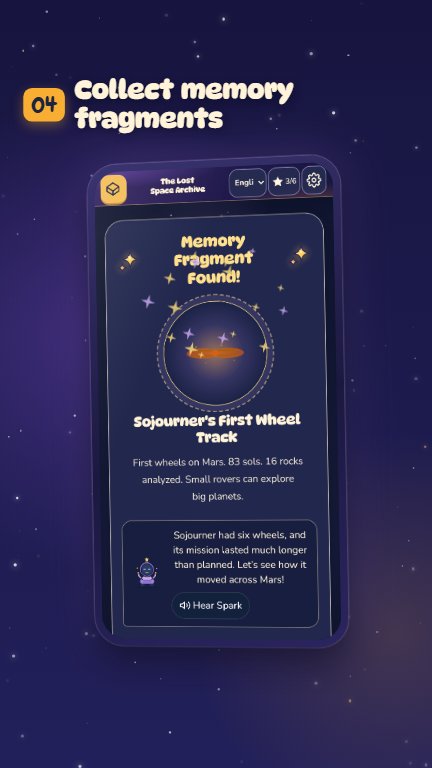 04
Collect memory
fragments
The Lost
Space Archive
Engli
3/6
Memory
Fragment
Found!
Sojourner's First Wheel
Track
First wheels on Mars. 83 sols. 16 rocks
analyzed. Small rovers can explore
big planets.
Sojourner had six wheels, and
its mission lasted much longer
than planned. Let's see how it
moved across Mars!
Hear Spark